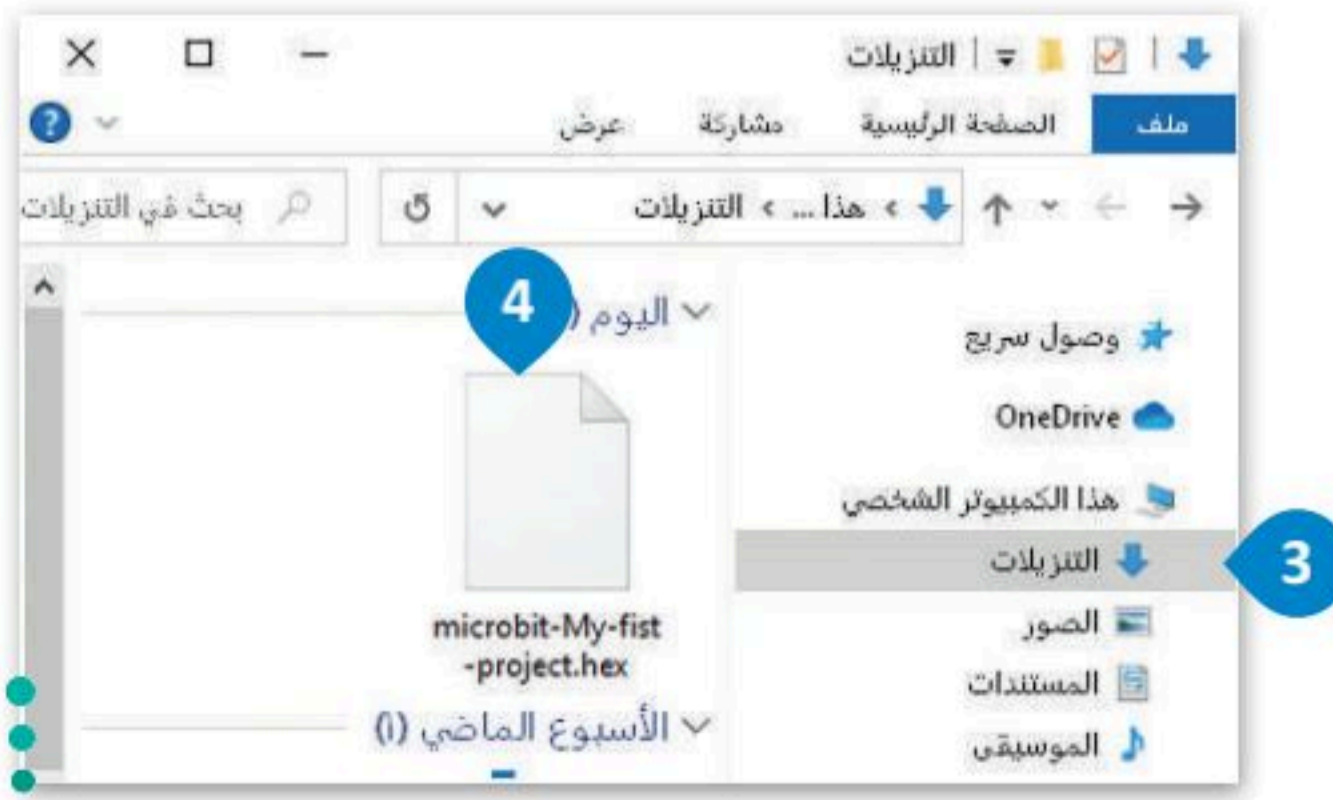 التنزيلات
ملف الصفحة الرئيسية مشاركة عرض
هذا ... › التنزيلات
بحث في التنزيلات
وصول سريع
OneDrive
هذا الكمبيوتر الشخصي
التنزيلات
الصور
المستندات
الموسيقى
3
4
اليوم (
microbit-My-fist
-project.hex
الأسبوع الماضي (١)